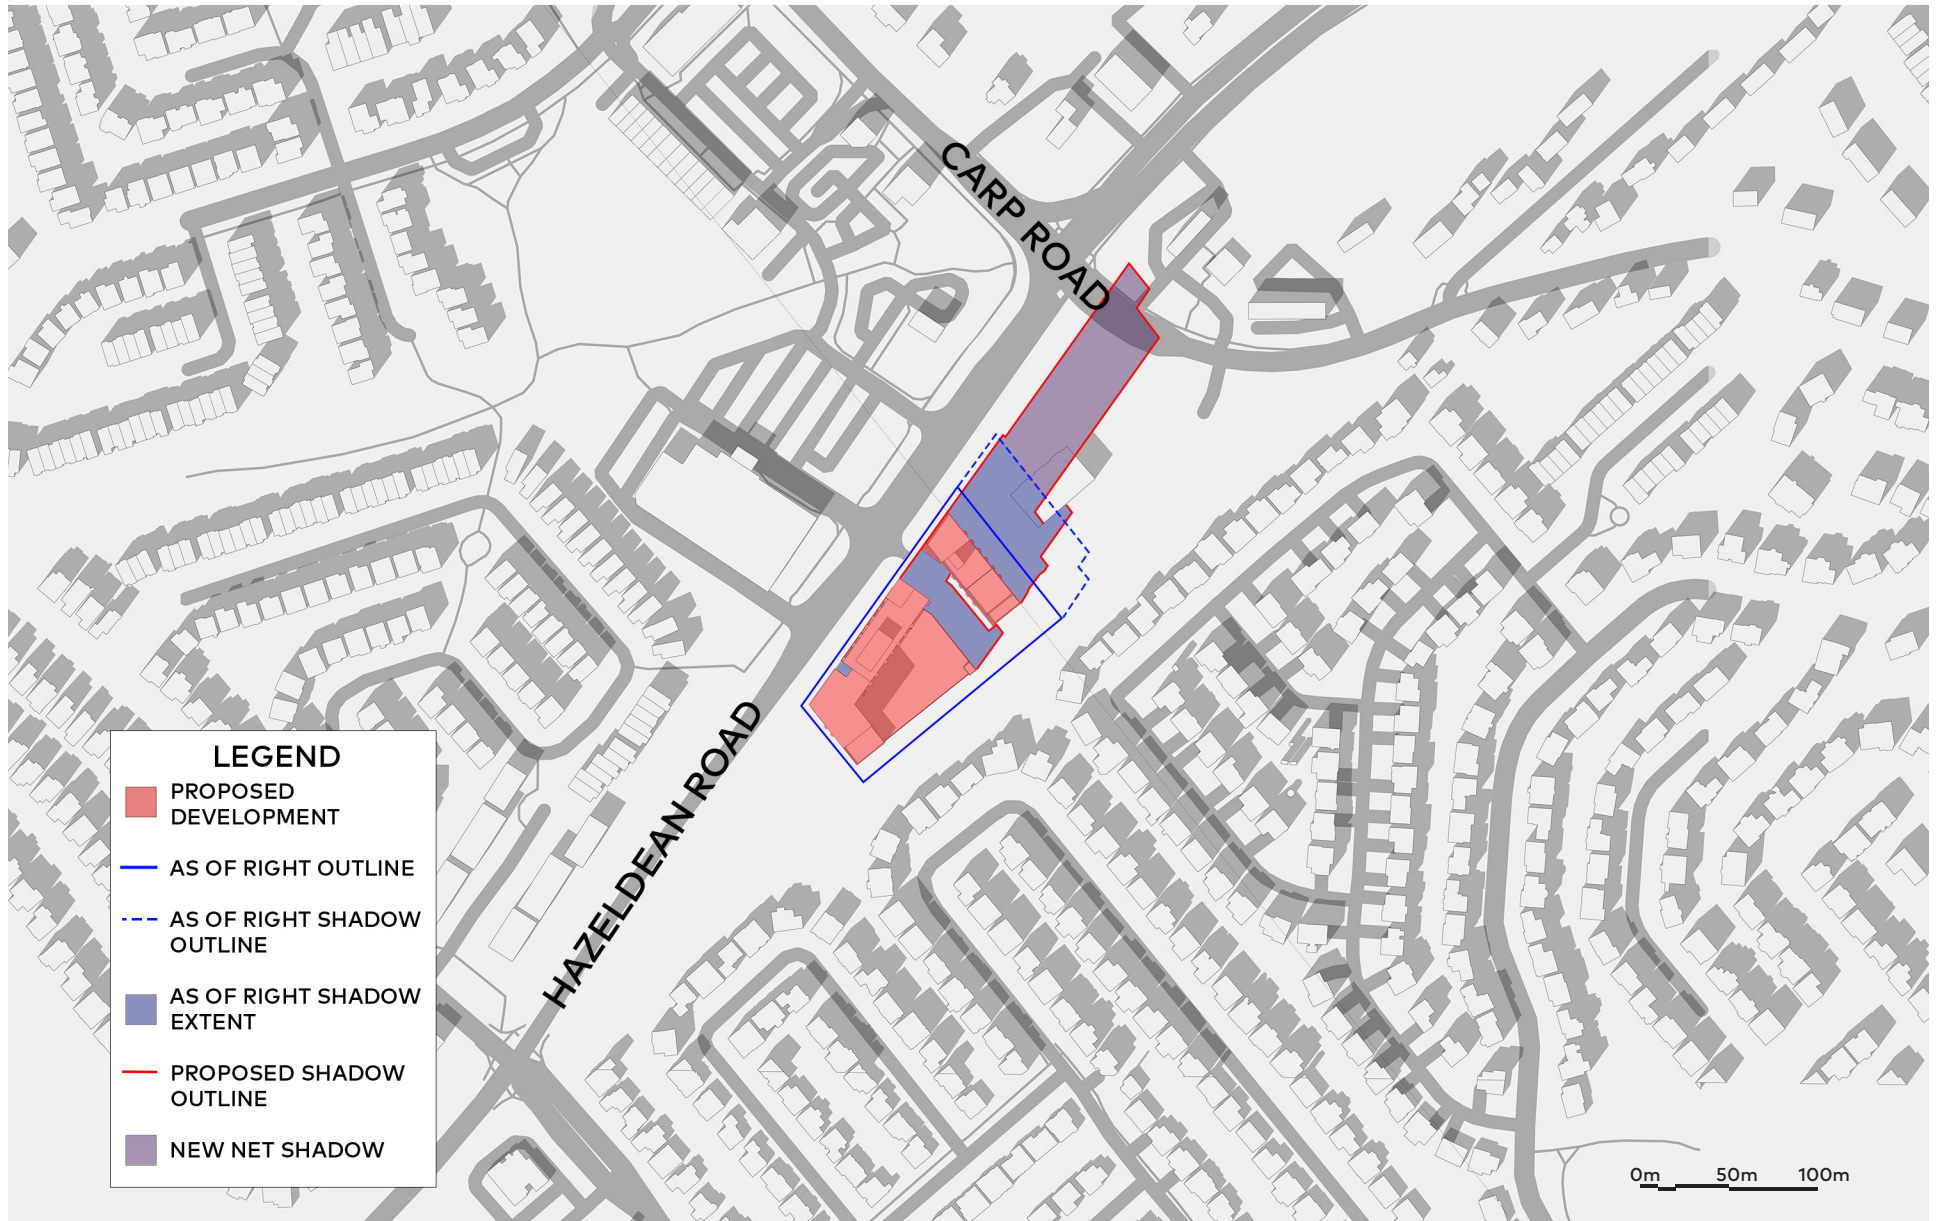 CARP ROAD
HAZELDEAN ROAD
LEGEND
PROPOSED
DEVELOPMENT
AS OF RIGHT OUTLINE
AS OF RIGHT SHADOW
OUTLINE
AS OF RIGHT SHADOW
EXTENT
PROPOSED SHADOW
OUTLINE
NEW NET SHADOW
0m 50m 100m